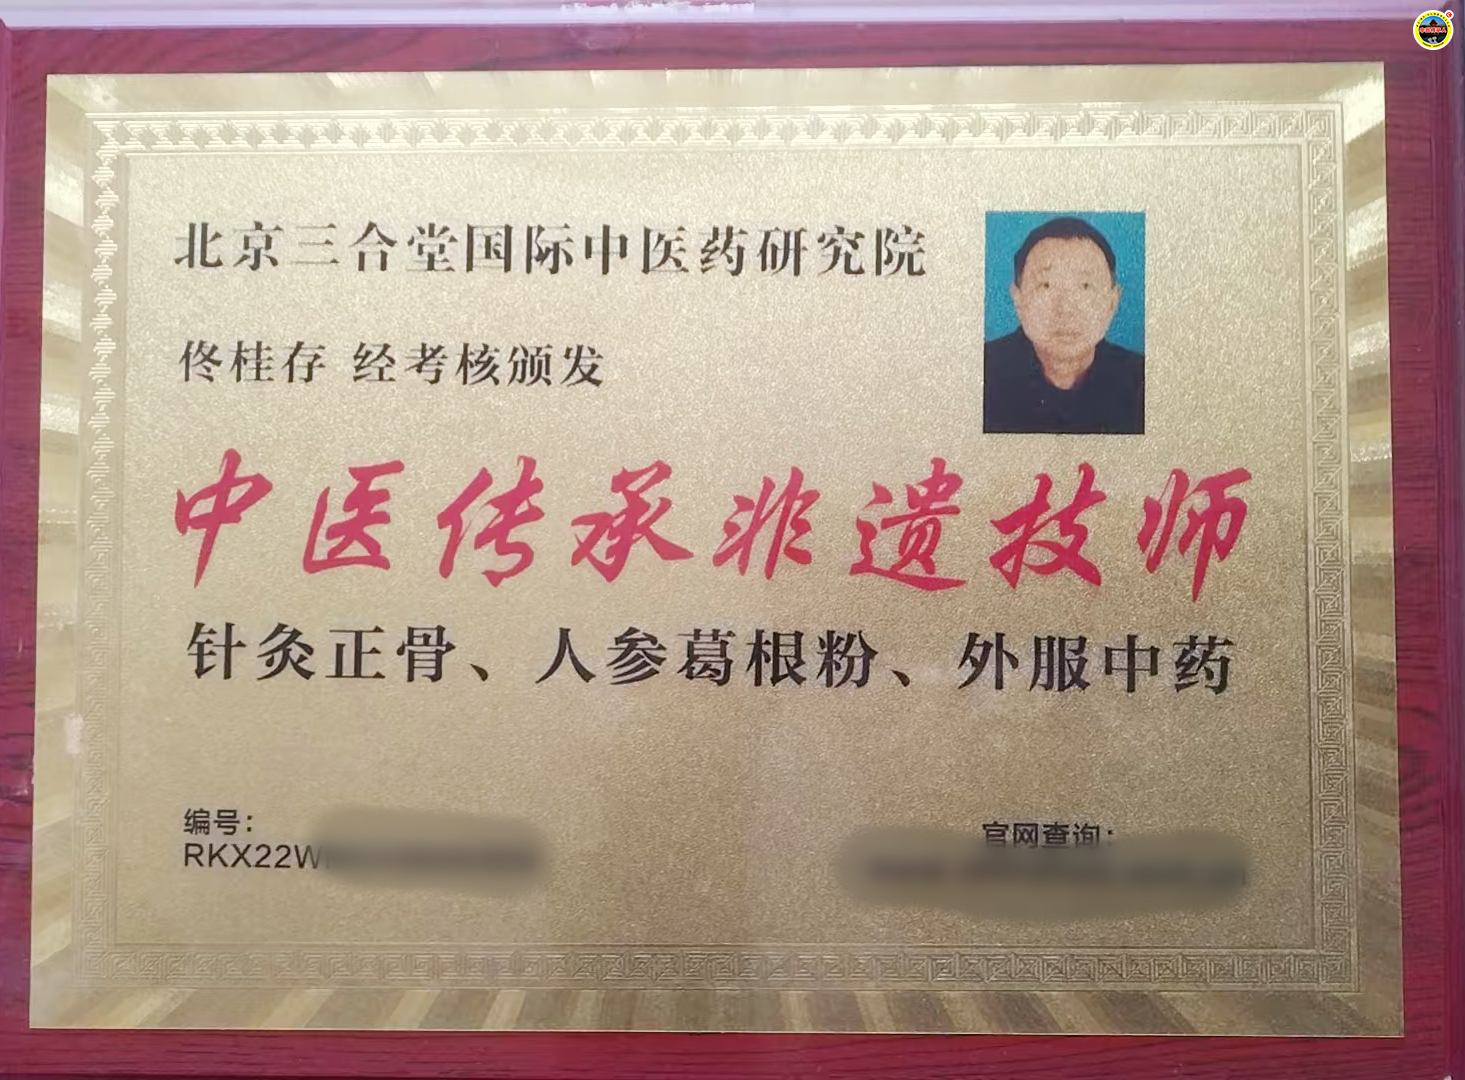 北京三合堂国际中医药研究院
佟桂存 经考核颁发
中医传承非遗技师
针灸正骨、人参葛根粉、外服中药
编号：
RKX22W
官网查询：